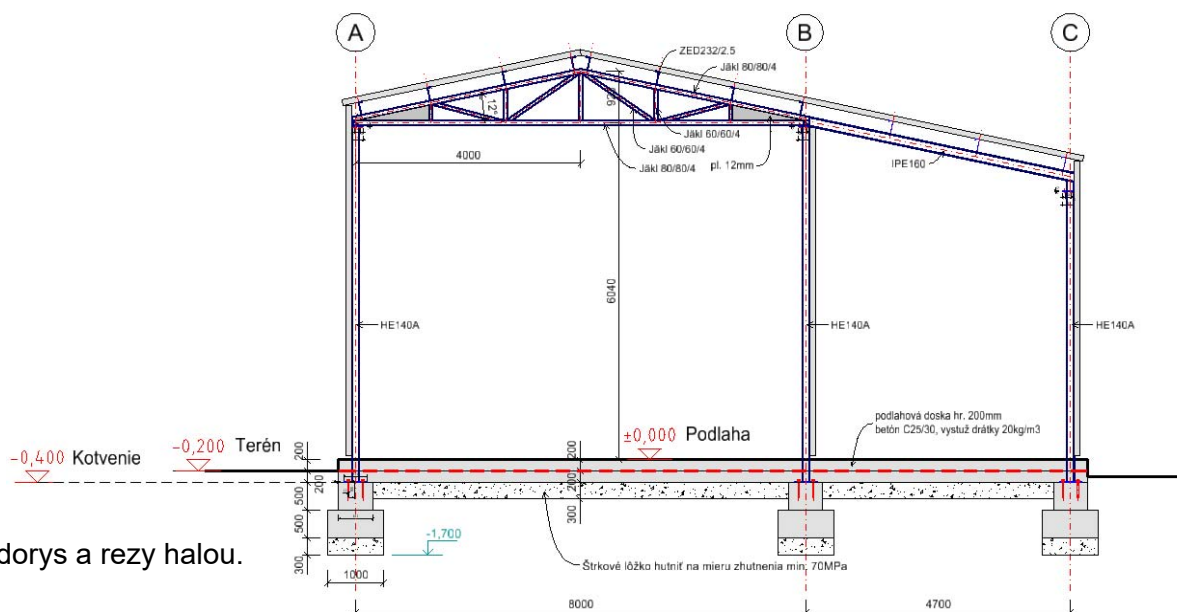 A
B
C
ZED232/2.5
Jäkl 80/80/4
12°
Jäkl 60/60/4
Jäkl 60/60/4
Jäkl 80/80/4
pl. 12mm
4000
IPE160
6040
HE140A
HE140A
HE140A
podlahová doska hr. 200mm
betón C25/30, vystuž drátky 20kg/m3
-0,400 Kotvenie
-0,200 Terén
±0,000 Podlaha
200
200
200
200
500
300
500
300
-1,700
Štrkové lôžko hutniť na mieru zhutnenia min. 70MPa
dorys a rezy halou.
1000
8000
4700